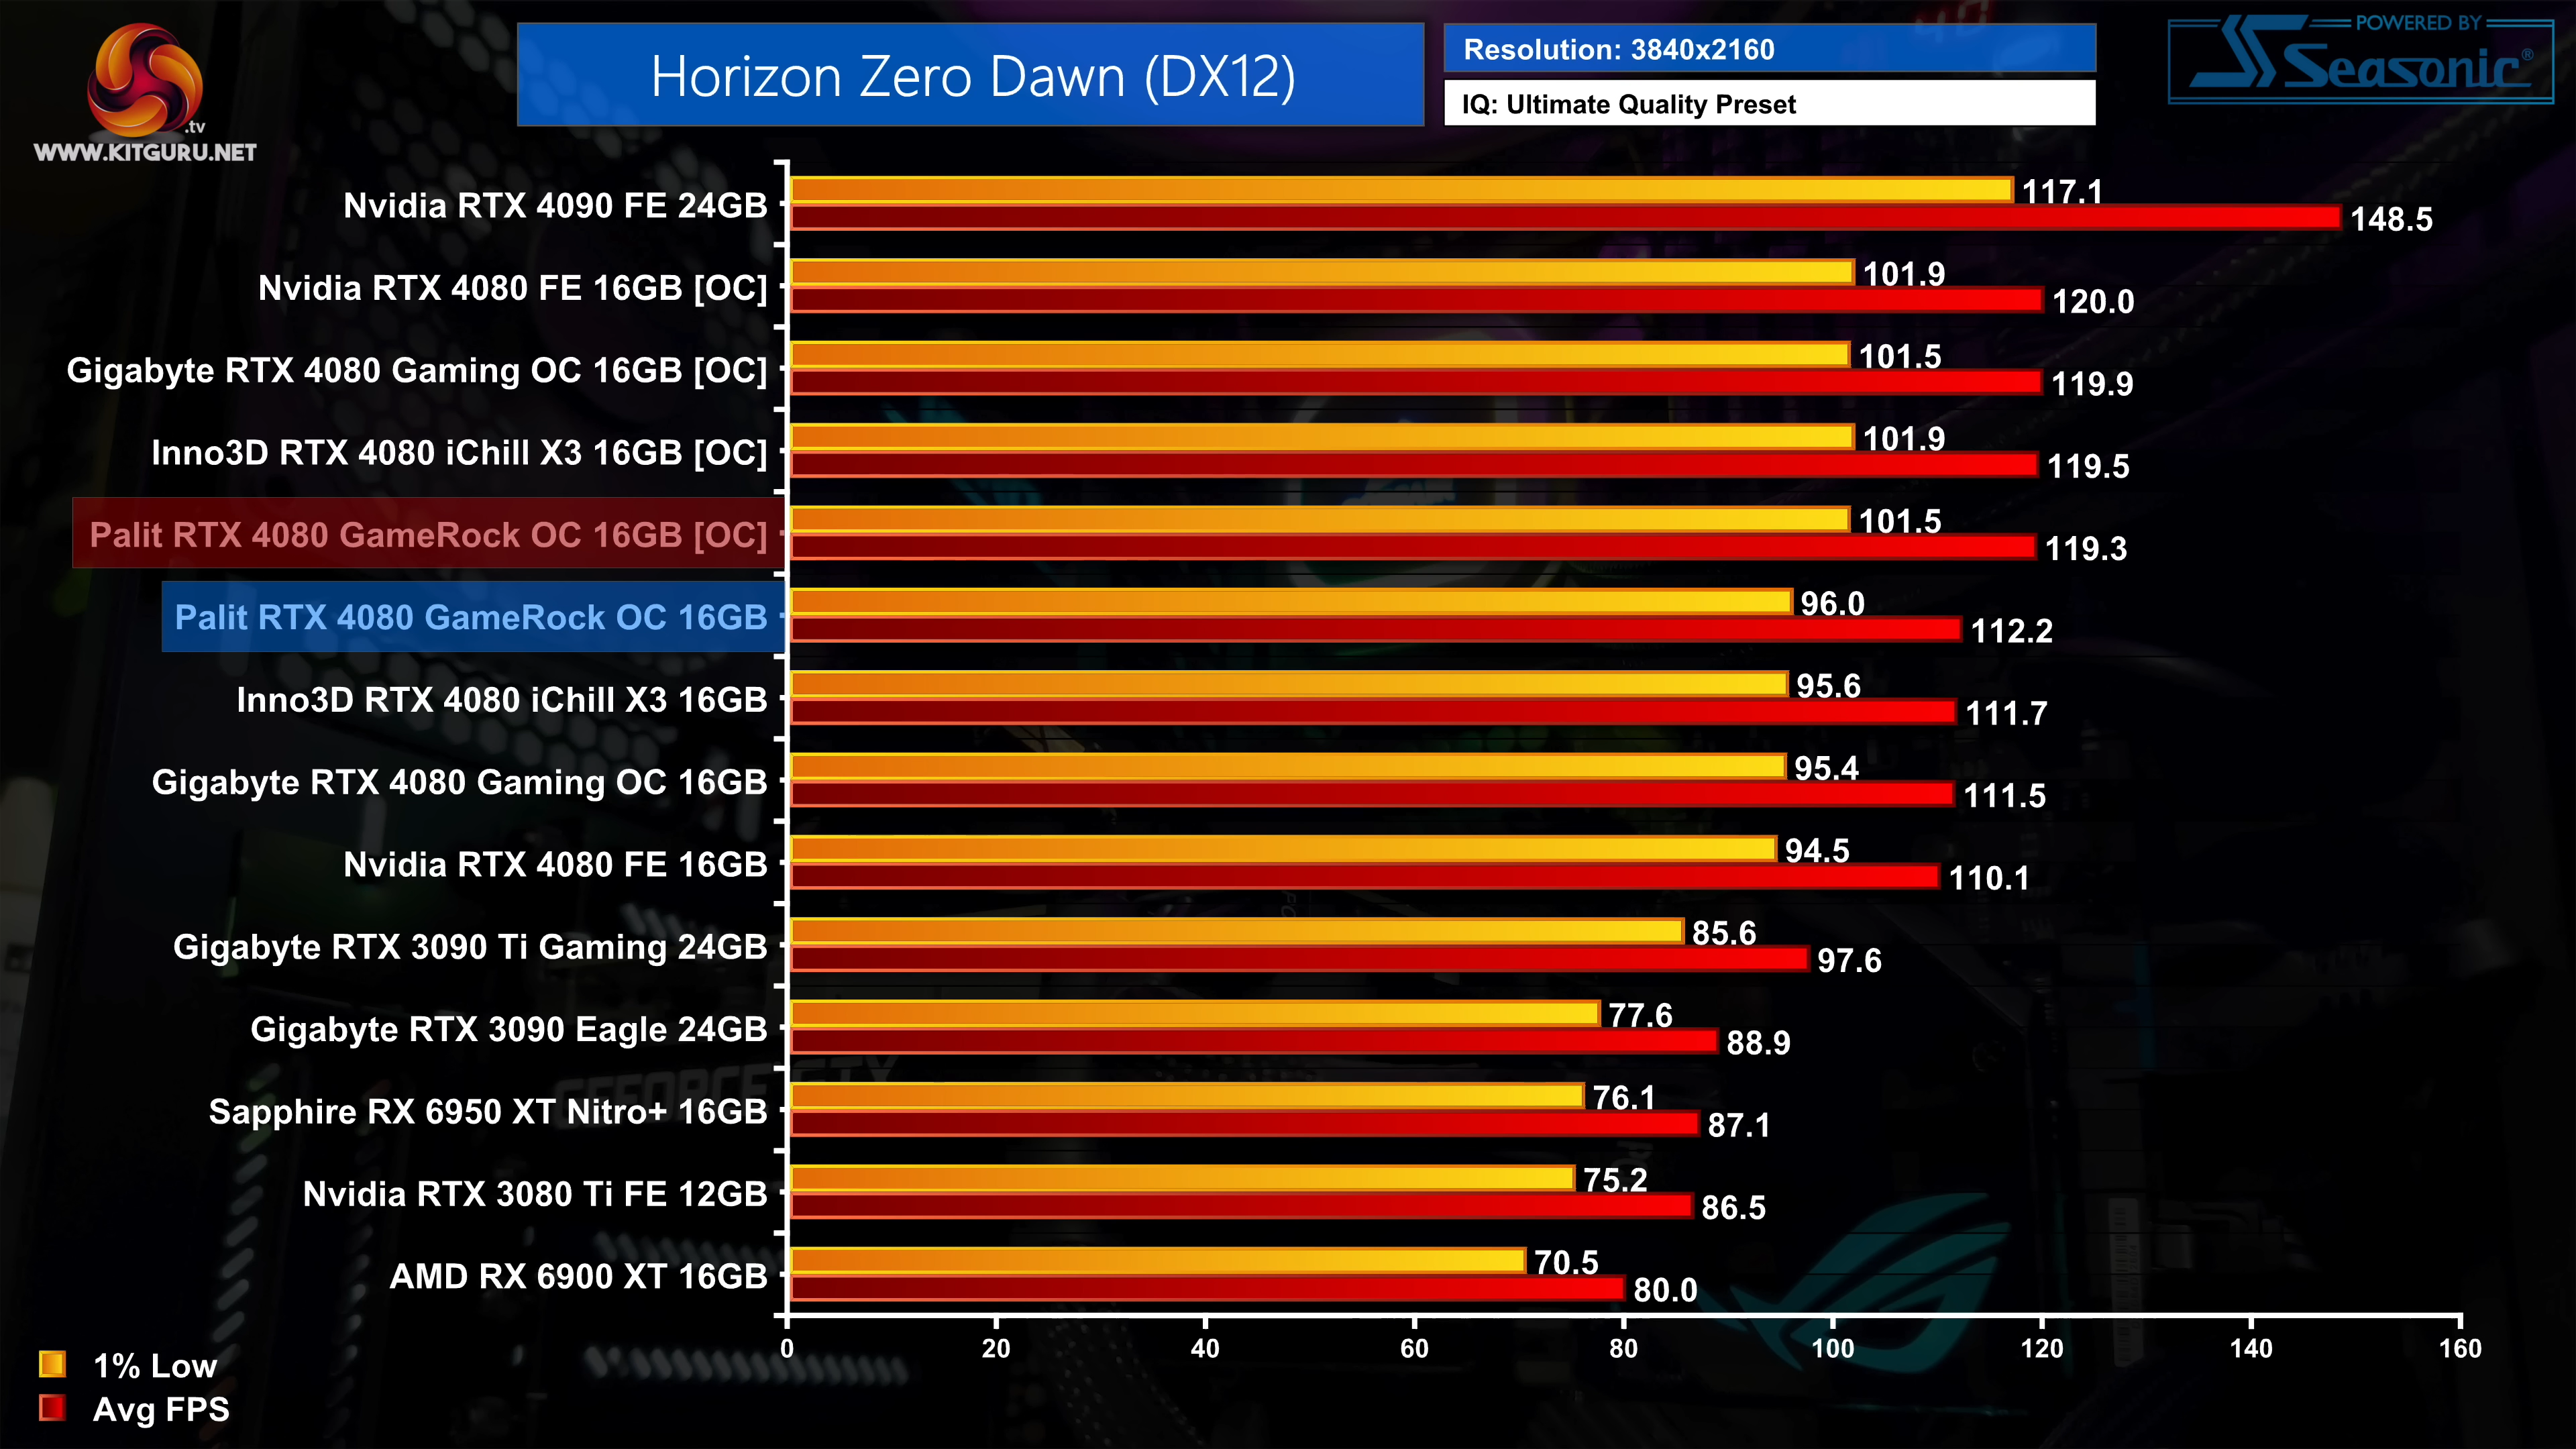 .tv
WWW.KITGURU.NET
Horizon Zero Dawn (DX12)
Resolution: 3840x2160
IQ: Ultimate Quality Preset
POWERED BY
Seasonic®
Nvidia RTX 4090 FE 24GB
117.1
148.5
Nvidia RTX 4080 FE 16GB [OC]
101.9
120.0
Gigabyte RTX 4080 Gaming OC 16GB [OC]
101.5
119.9
Inno3D RTX 4080 iChill X3 16GB [OC]
101.9
119.5
Palit RTX 4080 GameRock OC 16GB [OC]
101.5
119.3
Palit RTX 4080 GameRock OC 16GB
96.0
112.2
Inno3D RTX 4080 iChill X3 16GB
95.6
111.7
Gigabyte RTX 4080 Gaming OC 16GB
95.4
111.5
Nvidia RTX 4080 FE 16GB
94.5
110.1
Gigabyte RTX 3090 Ti Gaming 24GB
85.6
97.6
Gigabyte RTX 3090 Eagle 24GB
77.6
88.9
GEFORCE RTX
Sapphire RX 6950 XT Nitro+ 16GB
76.1
87.1
Nvidia RTX 3080 Ti FE 12GB
75.2
86.5
AMD RX 6900 XT 16GB
70.5
80.0
0 20 40 60 80 100 120 140 160
1% Low
Avg FPS